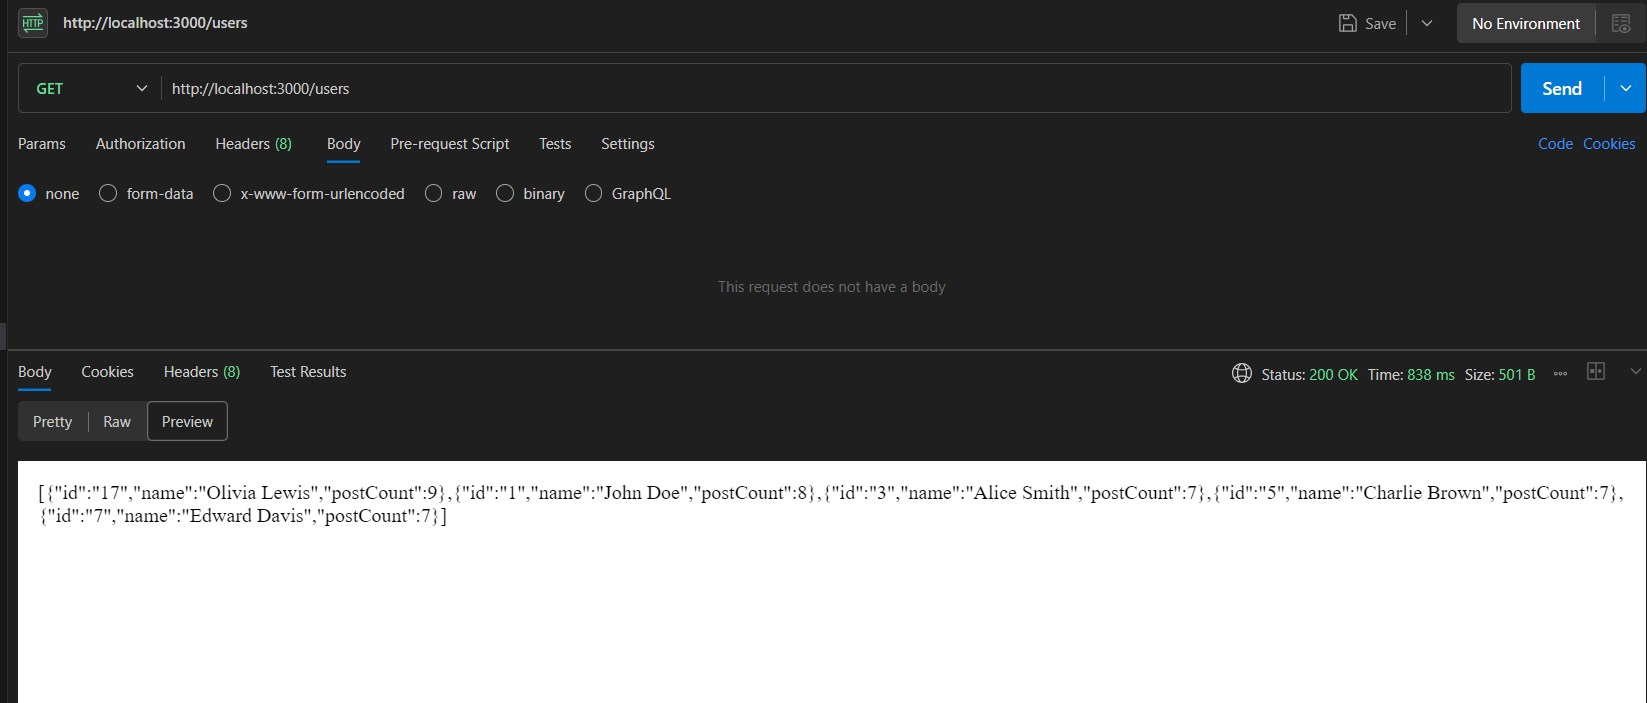 HTTP http://localhost:3000/users Save No Environment
GET http://localhost:3000/users Send
Params Authorization Headers (8) Body Pre-request Script Tests Settings Code Cookies
none form-data x-www-form-urlencoded raw binary GraphQL
This request does not have a body
Body Cookies Headers (8) Test Results Status: 200 OK Time: 838 ms Size: 501 B
Pretty Raw Preview
[{"id":"17","name":"Olivia Lewis","postCount":9},{"id":"1","name":"John Doe","postCount":8},{"id":"3","name":"Alice Smith","postCount":7},{"id":"5","name":"Charlie Brown","postCount":7},
{"id":"7","name":"Edward Davis","postCount":7}]